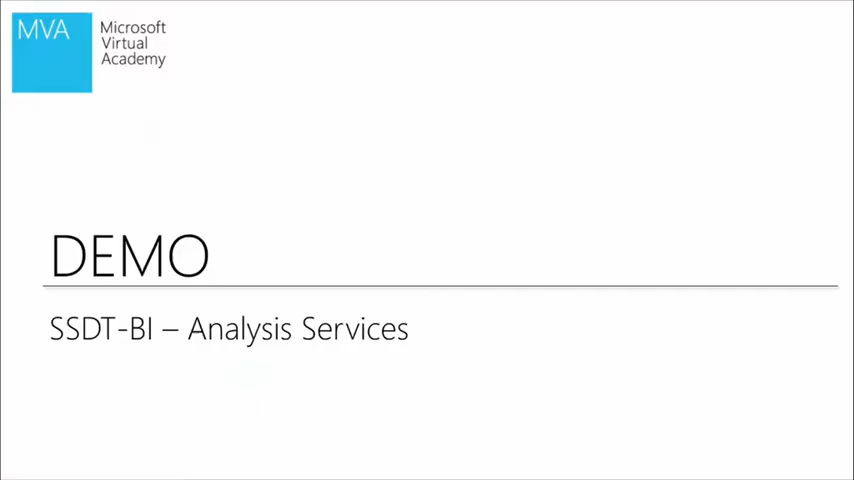 MVA
Microsoft
Virtual
Academy
DEMO
SSDT-BI – Analysis Services